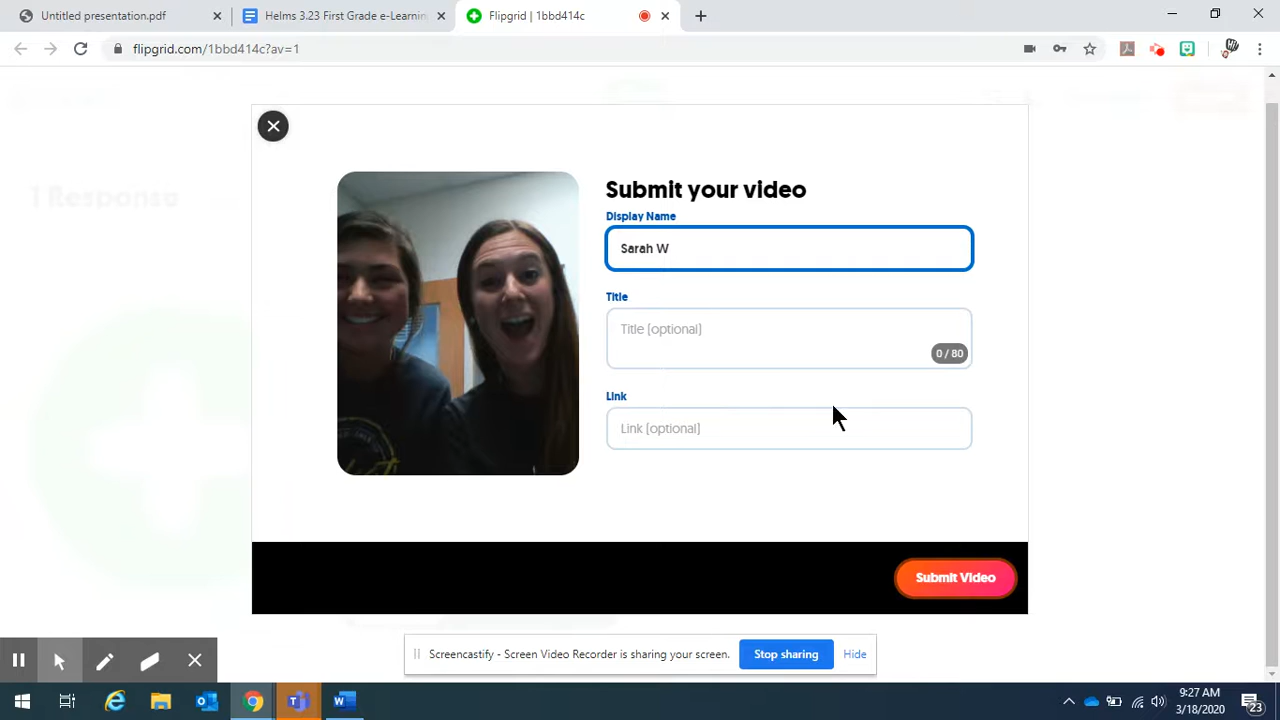 Untitled presentation.pdf
Helms 3.23 First Grade e-Learnin
Flipgrid | 1bbd414c
flipgrid.com/1bbd414c?av=1
1 Response
Submit your video
Display Name
Sarah W
Title
Title (optional)
0 / 80
Link
Link (optional)
Submit Video
Screencastify - Screen Video Recorder is sharing your screen.
Stop sharing
Hide
9:27 AM
3/18/2020
23